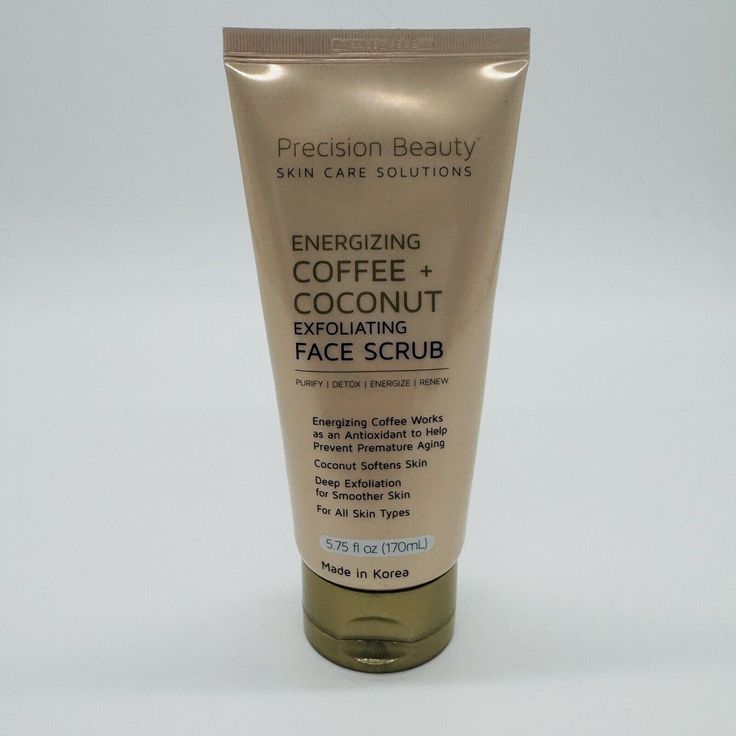 Precision Beauty™
SKIN CARE SOLUTIONS
ENERGIZING
COFFEE +
COCONUT
EXFOLIATING
FACE SCRUB
PURIFY | DETOX | ENERGIZE | RENEW
Energizing Coffee Works
as an Antioxidant to Help
Prevent Premature Aging
Coconut Softens Skin
Deep Exfoliation
for Smoother Skin
For All Skin Types
5.75 fl oz (170mL)
Made in Korea